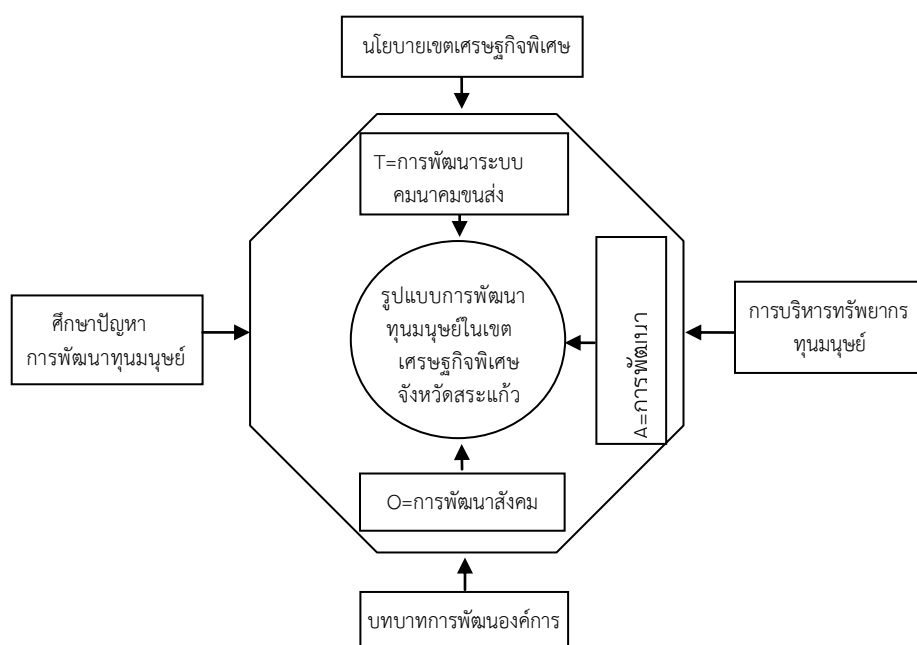 นโยบายเขตเศรษฐกิจพิเศษ
T=การพัฒนาระบบ
คมนาคมขนส่ง
ศึกษาปัญหา
การพัฒนาทุนมนุษย์
รูปแบบการพัฒนา
ทุนมนุษย์ในเขต
เศรษฐกิจพิเศษ
จังหวัดสระแก้ว
A=การพัฒนา
การบริหารทรัพยากร
ทุนมนุษย์
O=การพัฒนาสังคม
บทบาทการพัฒนองค์การ